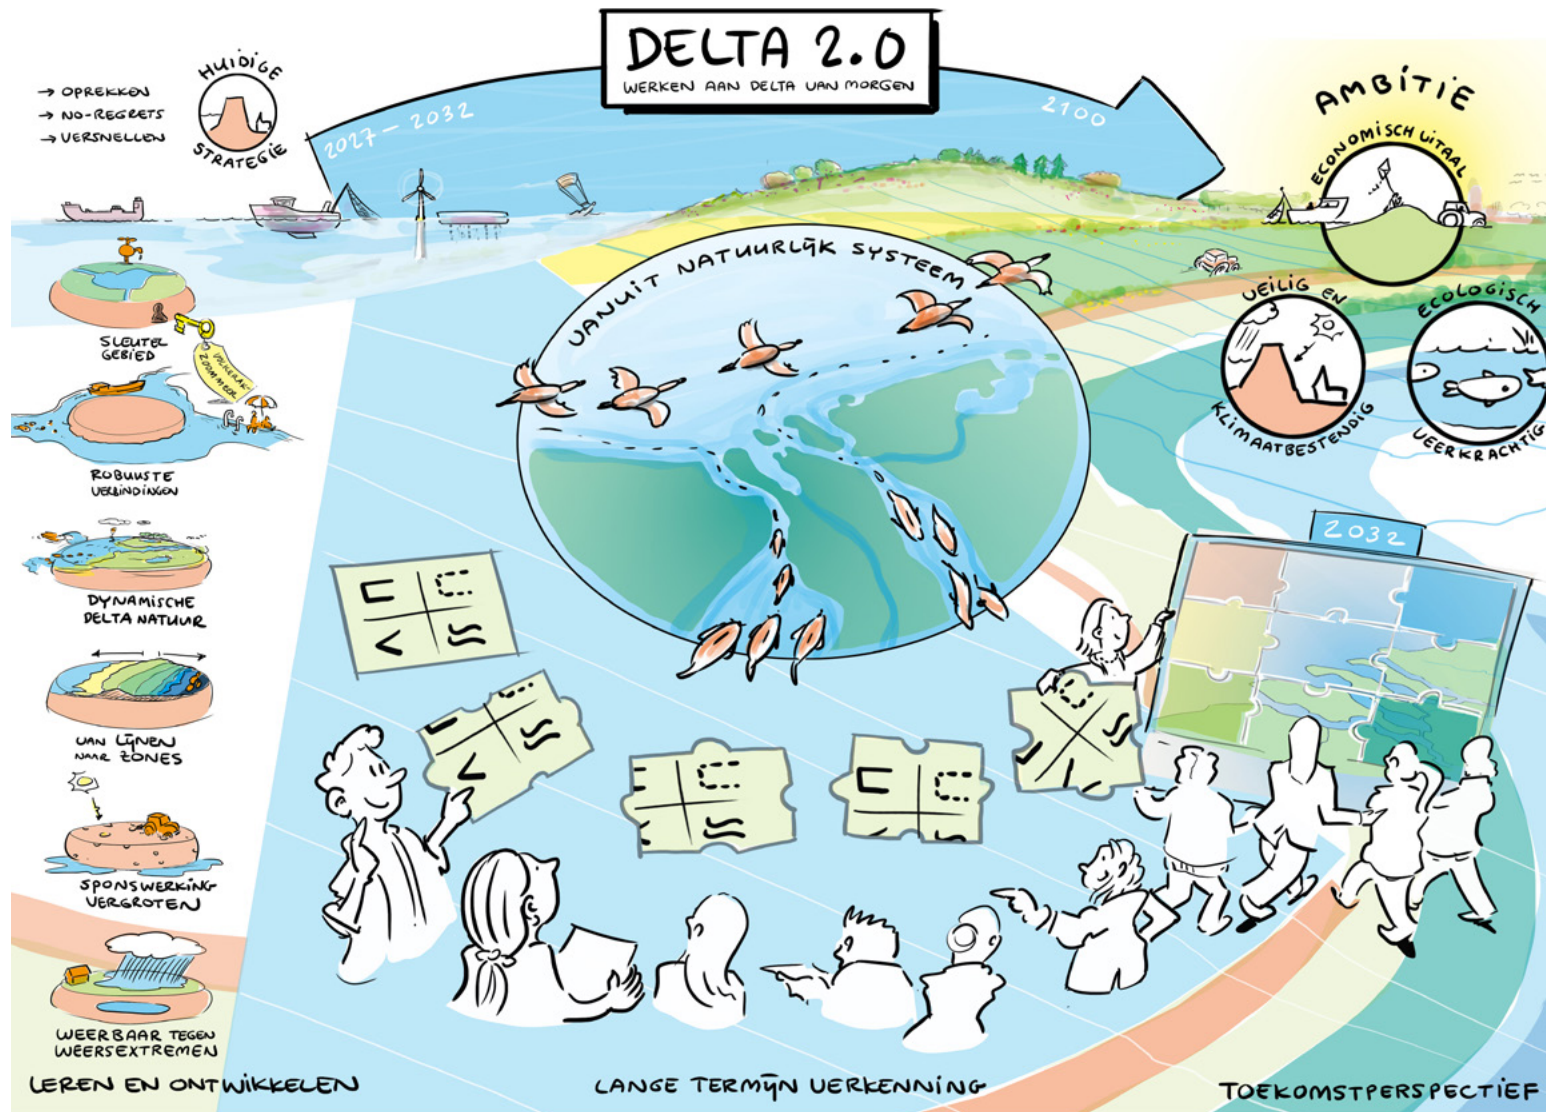 DELTA 2.0
WERKEN AAN DELTA VAN MORGEN
→ OPREKKEN
→ NO-REGRETS
→ VERSNELLEN
HUIDIGE
STRATEGIE
2027 - 2032
2100
AMBITIE
ECONOMISCH VITAAL
VEILIG EN
KLIMAATBESTENDIG
ECOLOGISCH
VEERKRACHTIG
VANUIT NATUURLIJK SYSTEEM
SLEUTEL
GEBIED
VOLKERAK-
ZOOMMEER
ROBUUSTE
VERBINDINGEN
DYNAMISCHE
DELTA NATUUR
VAN LIJNEN
NAAR ZONES
SPONSWERKING
VERGROTEN
WEERBAAR TEGEN
WEERSEXTREMEN
2032
LEREN EN ONTWIKKELEN
LANGE TERMIJN VERKENNING
TOEKOMSTPERSPECTIEF